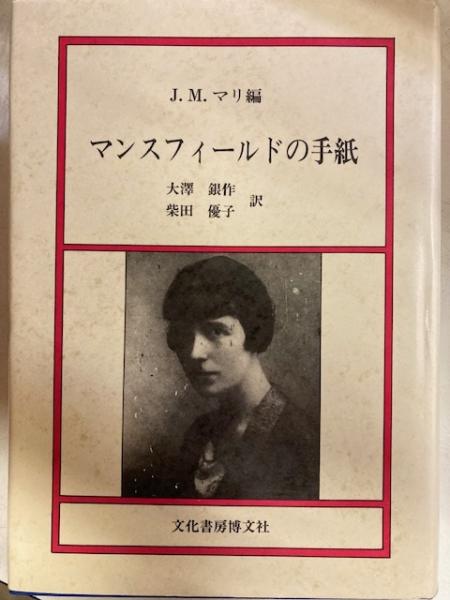 J. M. マリ編
マンスフィールドの手紙
大澤 銀作
柴田 優子
訳
文化書房博文社